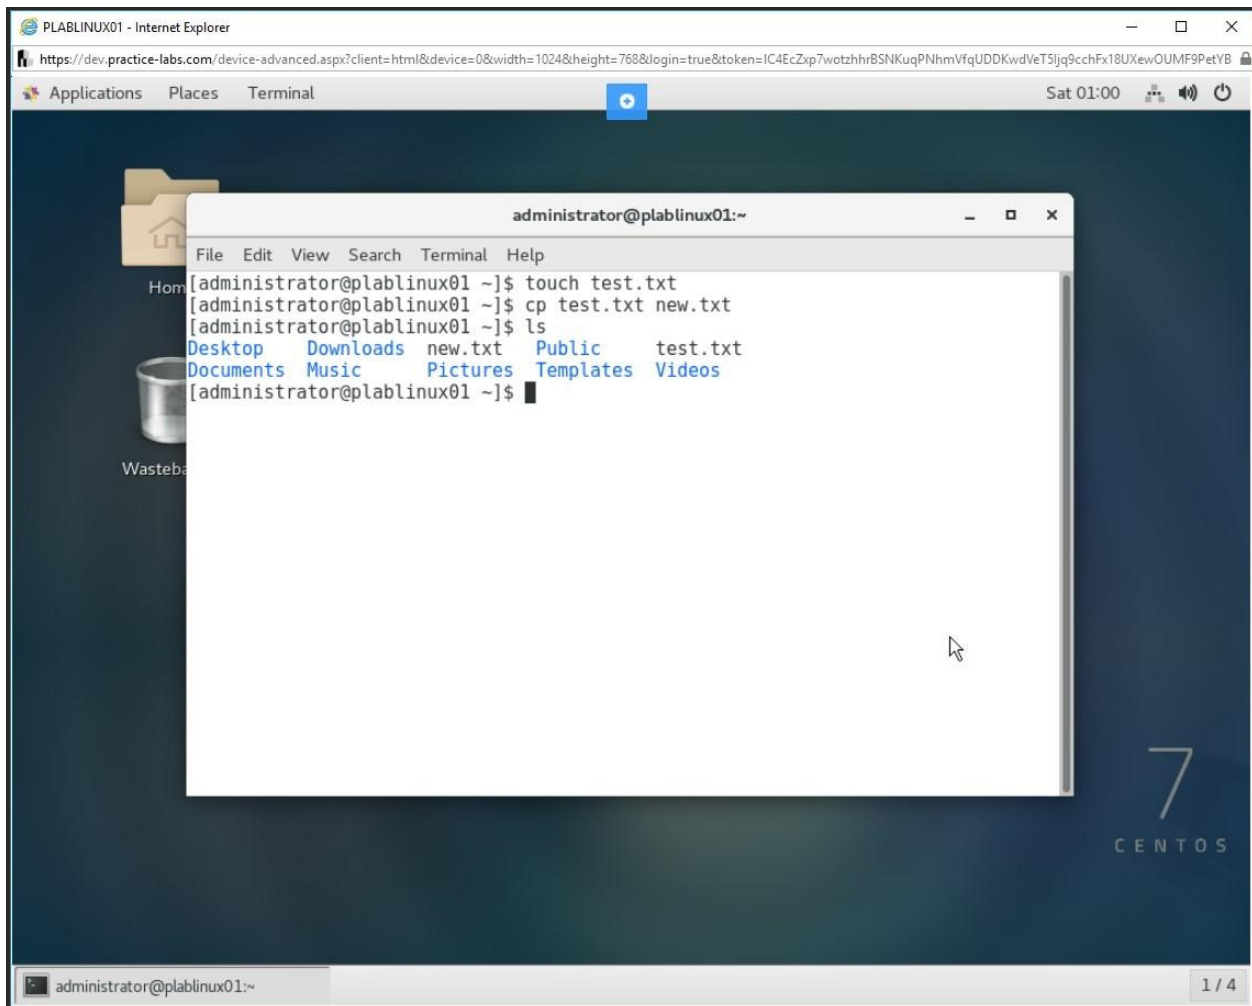 PLABLINUX01 - Internet Explorer
https://dev.practice-labs.com/device-advanced.aspx?client=html&device=0&width=1024&height=768&login=true&token=IC4EcZxp7wotzhhrBSNKuqPNhmVfqUDDKwdVeT5Ijq9cchFx18UXewOUMF9PetYB
Applications Places Terminal Sat 01:00
administrator@plablinux01:~
File Edit View Search Terminal Help
Hom
[administrator@plablinux01 ~]$ touch test.txt
[administrator@plablinux01 ~]$ cp test.txt new.txt
[administrator@plablinux01 ~]$ ls
Desktop Downloads new.txt Public test.txt
Documents Music Pictures Templates Videos
[administrator@plablinux01 ~]$
Wasteba
7
CENTOS
administrator@plablinux01:~ 1 / 4